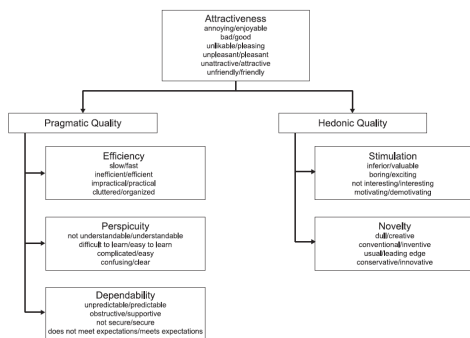 Attractiveness
annoying/enjoyable
bad/good
unlikable/pleasing
unpleasant/pleasant
unattractive/attractive
unfriendly/friendly
Pragmatic Quality
Hedonic Quality
Efficiency
slow/fast
inefficient/efficient
impractical/practical
cluttered/organized
Stimulation
inferior/valuable
boring/exciting
not interesting/interesting
motivating/demotivating
Perspicuity
not understandable/understandable
difficult to learn/easy to learn
complicated/easy
confusing/clear
Novelty
dull/creative
conventional/inventive
usual/leading edge
conservative/innovative
Dependability
unpredictable/predictable
obstructive/supportive
not secure/secure
does not meet expectations/meets expectations